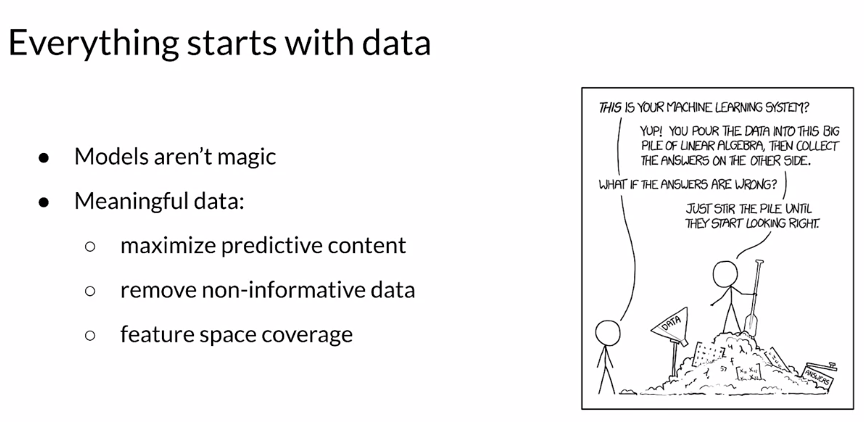 Everything starts with data
● Models aren't magic
● Meaningful data:
○ maximize predictive content
○ remove non-informative data
○ feature space coverage
THIS IS YOUR MACHINE LEARNING SYSTEM?
YUP! YOU POUR THE DATA INTO THIS BIG
PILE OF LINEAR ALGEBRA, THEN COLLECT
THE ANSWERS ON THE OTHER SIDE.
WHAT IF THE ANSWERS ARE WRONG?
JUST STIR THE PILE UNTIL
THEY START LOOKING RIGHT.
DATA
ANSWERS